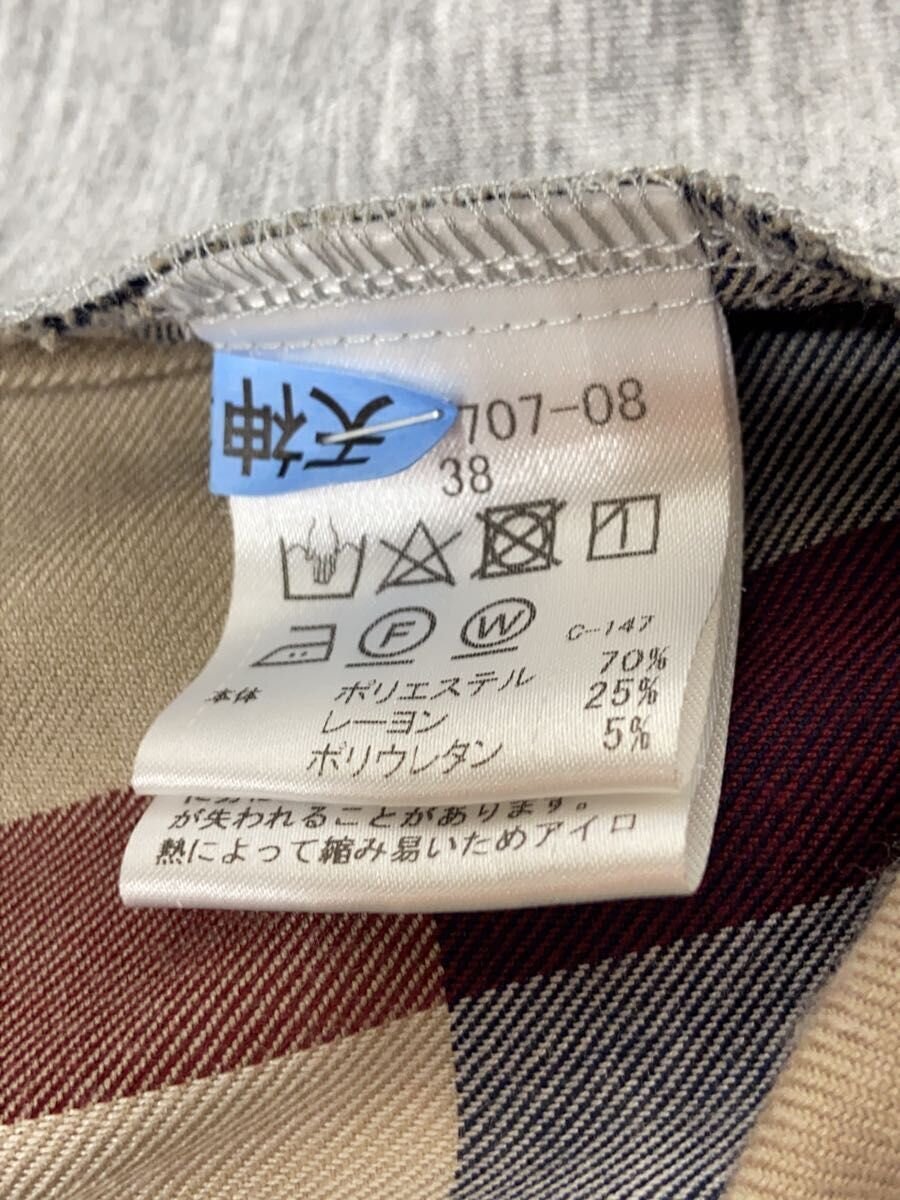 天神
707-08
38
F W C-147
本体 ポリエステル 70%
レーヨン 25%
ポリウレタン 5%
が失われることがあります。
熱によって縮み易いためアイロ